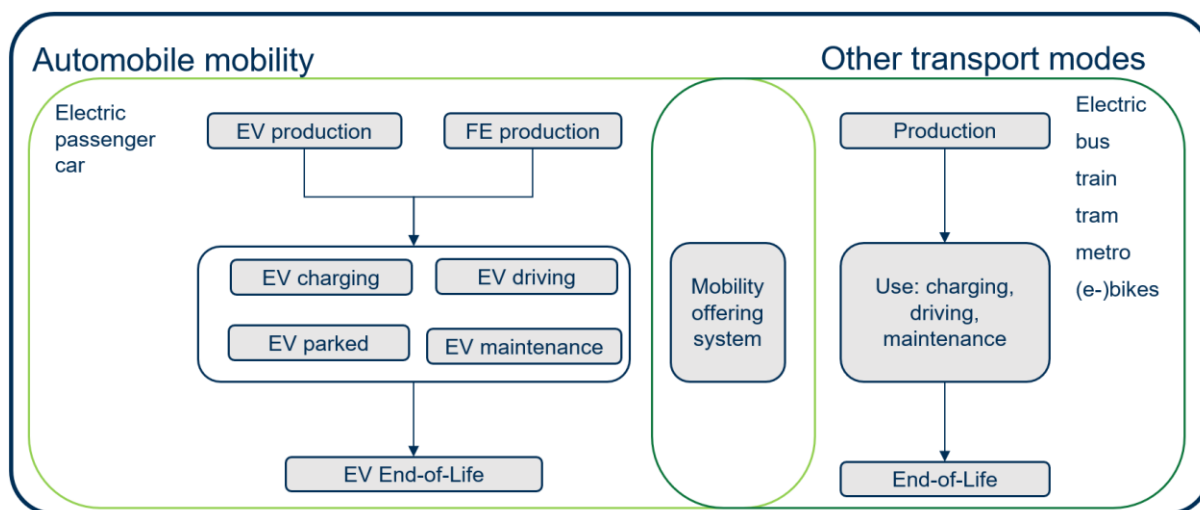 Automobile mobility
Other transport modes
Electric
passenger
car
EV production
FE production
EV charging
EV driving
EV parked
EV maintenance
EV End-of-Life
Mobility
offering
system
Production
Use: charging,
driving,
maintenance
End-of-Life
Electric
bus
train
tram
metro
(e-)bikes